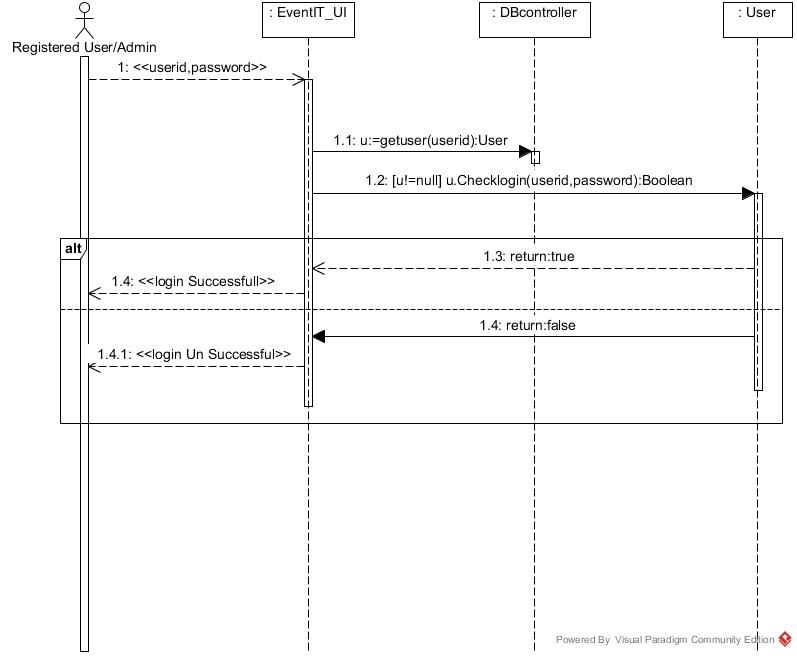 : EventIT_UI
: DBcontroller
: User
Registered User/Admin
1: <<userid,password>>
1.1: u:=getuser(userid):User
1.2: [u!=null] u.Checklogin(userid,password):Boolean
alt
1.3: return:true
1.4: <<login Successfull>>
1.4: return:false
1.4.1: <<login Un Successful>>
Powered By Visual Paradigm Community Edition